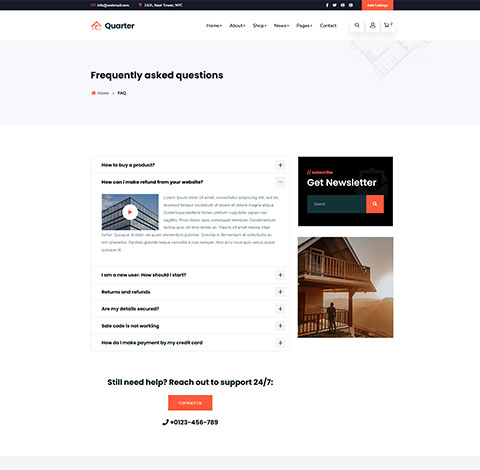 info@webmail.com
15/A, Nest Tower, NYC
Add Listings
Quarter
Home
About
Shop
News
Pages
Contact
2
Frequently asked questions
Home > FAQ
How to buy a product?
How can i make refund from your website?
Lorem ipsum dolor sit amet, consectetur adipiscing elit, sed do
eiusmod tempor incididunt ut labore et dolore magna aliqua.
Scelerisque eleifend donec pretium vulputate sapien nec
sagittis. Proin libero nunc consequat interdum. Condimentum
lacinia quis vel eros donec ac. Mauris sit amet massa vitae
tortor. Quisque id diam vel quam elementum pulvinar. Gravida in fermentum et sollicitudin ac
orci phasellus. Facilisis gravida neque convallis a cras semper. Non arcu risus quis varius quam
quisque id.
I am a new user. How should I start?
Returns and refunds
Are my details secured?
Sale code is not working
How do I make payment by my credit card
// subscribe
Get Newsletter
Search
Still need help? Reach out to support 24/7:
Contact Us
+0123-456-789